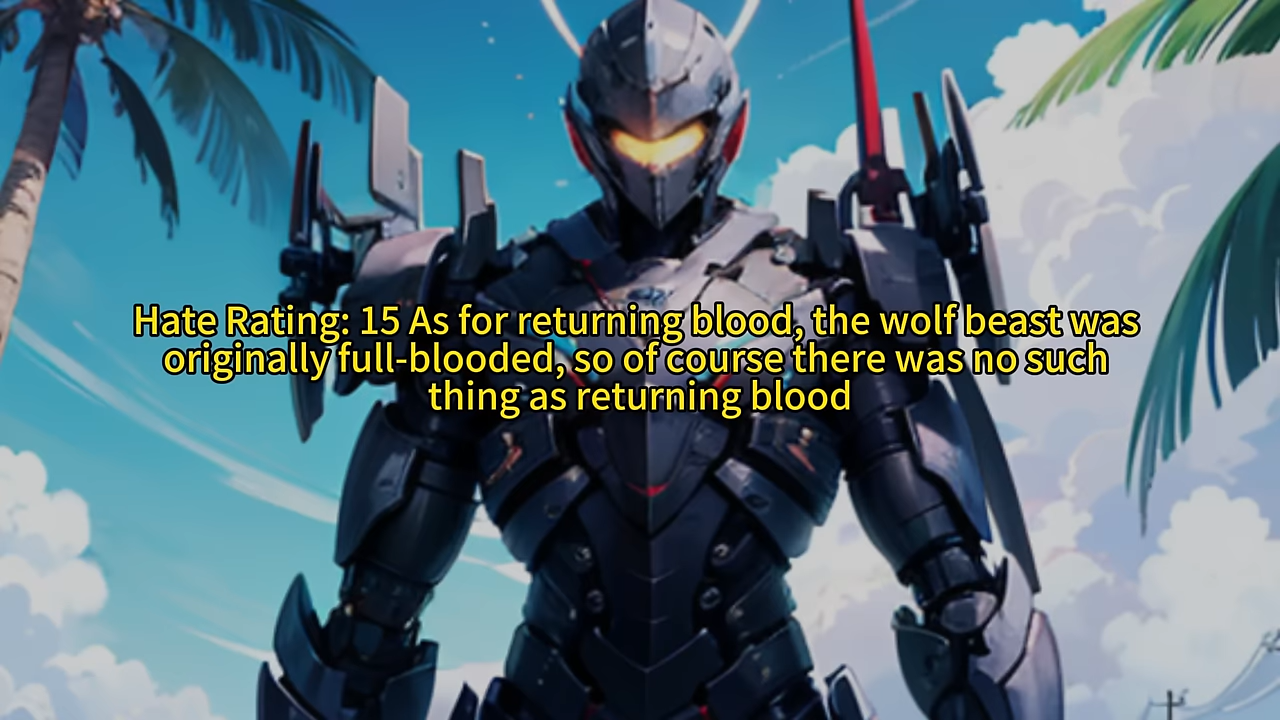 Hate Rating: 15 As for returning blood, the wolf beast was
originally full-blooded, so of course there was no such
thing as returning blood